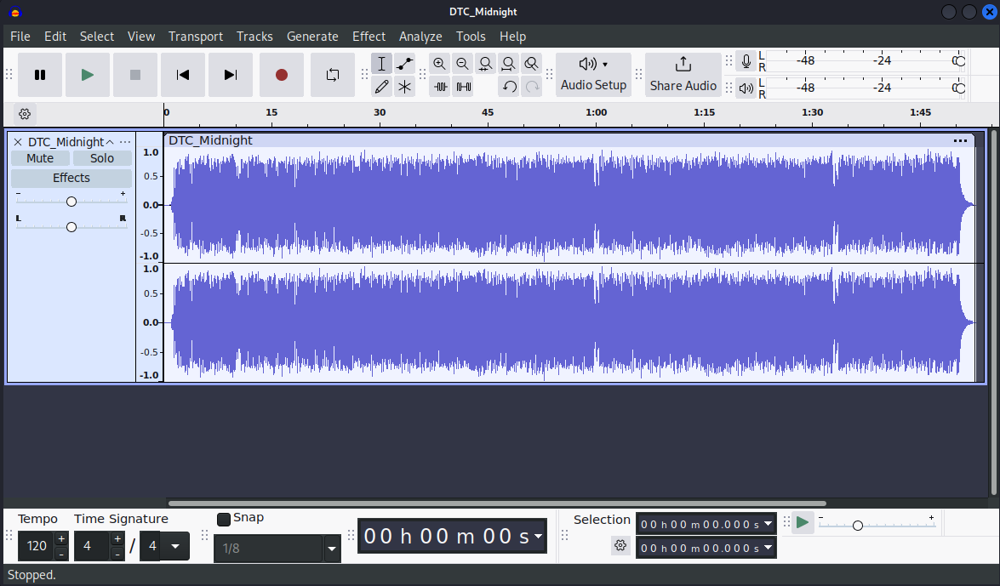 DTC_Midnight
File Edit Select View Transport Tracks Generate Effect Analyze Tools Help
Audio Setup
Share Audio
L
R
-48 -24 0
L
R
-48 -24 0
0 15 30 45 1:00 1:15 1:30 1:45
DTC_Midnight
Mute Solo
Effects
- +
L R
DTC_Midnight
1.0
0.5
0.0
-0.5
-1.0
1.0
0.5
0.0
-0.5
-1.0
Tempo Time Signature Snap
120 + - 4 + - / 4
1/8
00 h 00 m 00 s
Selection
00 h 00 m 00.000 s
00 h 00 m 00.000 s
- +
Stopped.